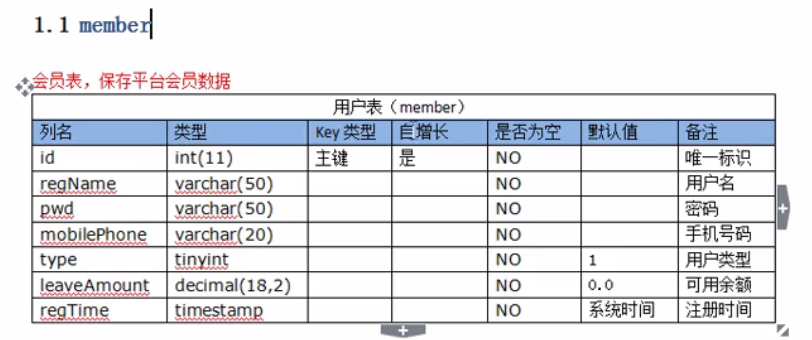 1.1 member
会员表，保存平台会员数据
用户表（member）
列名 类型 Key 类型 自增长 是否为空 默认值 备注
id int(11) 主键 是 NO 唯一标识
regName varchar(50) NO 用户名
pwd varchar(50) NO 密码
mobilePhone varchar(20) NO 手机号码
type tinyint NO 1 用户类型
leaveAmount decimal(18,2) NO 0.0 可用余额
regTime timestamp NO 系统时间 注册时间